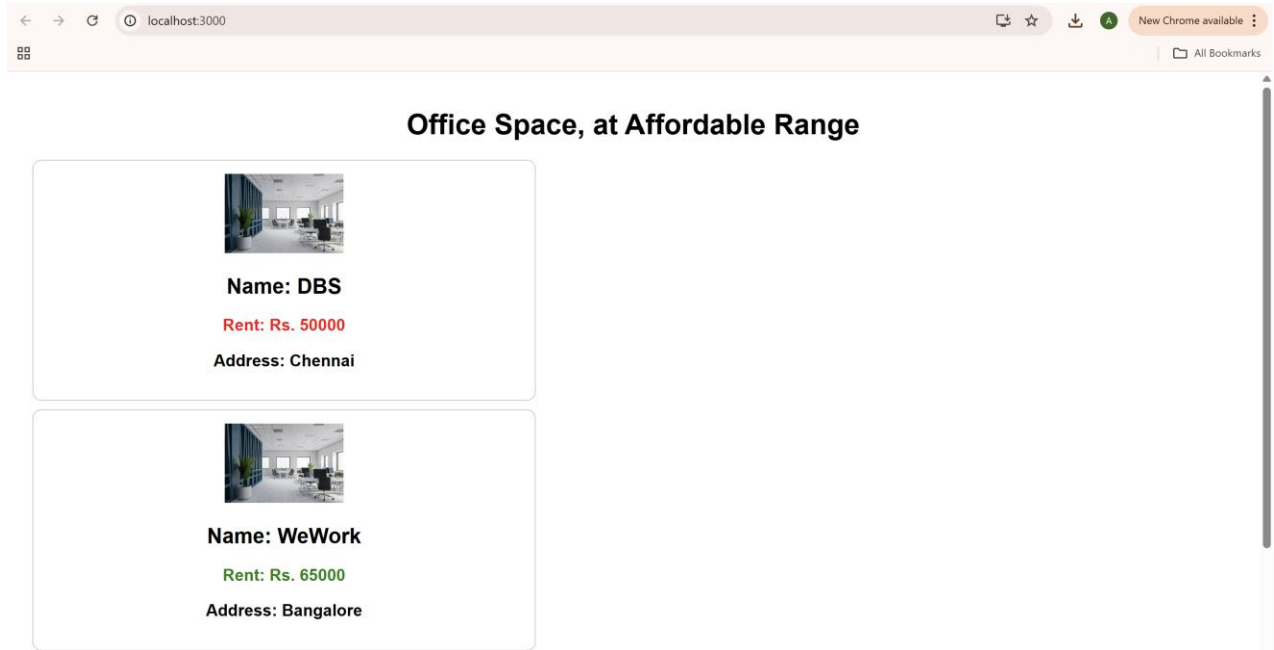 localhost:3000
A
New Chrome available
All Bookmarks
Office Space, at Affordable Range
Name: DBS
Rent: Rs. 50000
Address: Chennai
Name: WeWork
Rent: Rs. 65000
Address: Bangalore